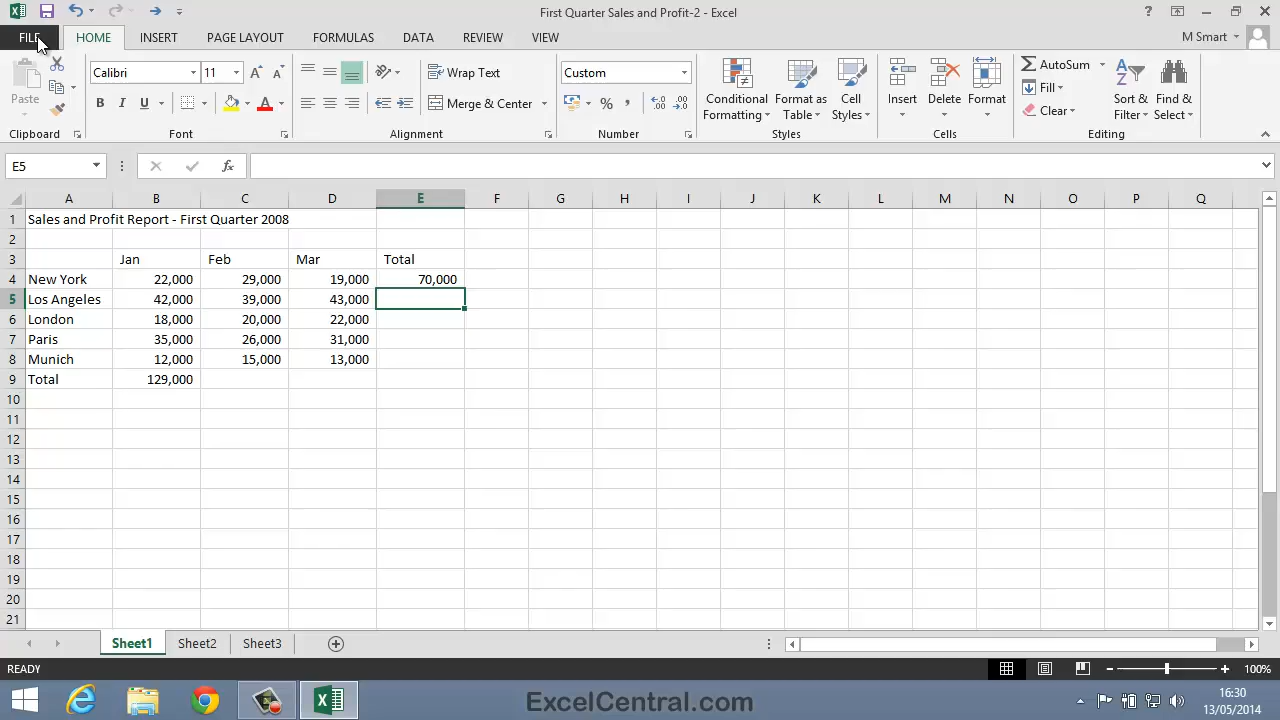 First Quarter Sales and Profit-2 - Excel
FILE HOME INSERT PAGE LAYOUT FORMULAS DATA REVIEW VIEW M Smart
Paste Calibri 11 Wrap Text Custom Conditional Formatting Format as Table Cell Styles Insert Delete Format AutoSum Sort & Filter Find & Select
B I U Merge & Center % , Fill
Clear
Clipboard Font Alignment Number Styles Cells Editing
E5 fx
A B C D E F G H I J K L M N O P Q
1 Sales and Profit Report - First Quarter 2008
2
3 Jan Feb Mar Total
4 New York 22,000 29,000 19,000 70,000
5 Los Angeles 42,000 39,000 43,000
6 London 18,000 20,000 22,000
7 Paris 35,000 26,000 31,000
8 Munich 12,000 15,000 13,000
9 Total 129,000
10
11
12
13
14
15
16
17
18
19
20
21
Sheet1 Sheet2 Sheet3
READY 100%
ExcelCentral.com 16:30
13/05/2014